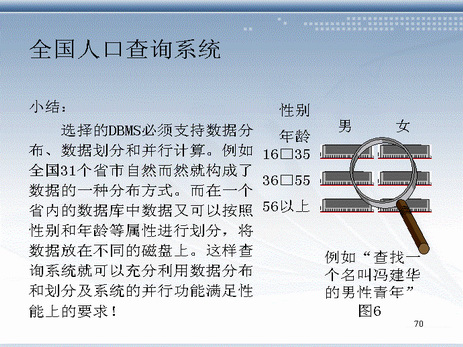 全国人口查询系统
小结：
选择的DBMS必须支持数据分
布、数据划分和并行计算。例如
全国31个省市自然而然就构成了
数据的一种分布方式。而在一个
省内的数据库中数据又可以按照
性别和年龄等属性进行划分，将
数据放在不同的磁盘上。这样查
询系统就可以充分利用数据分布
和划分及系统的并行功能满足性
能上的要求！
性别
年龄
男 女
16□35
36□55
56以上
例如“查找一
个名叫冯建华
的男性青年”
图6
70